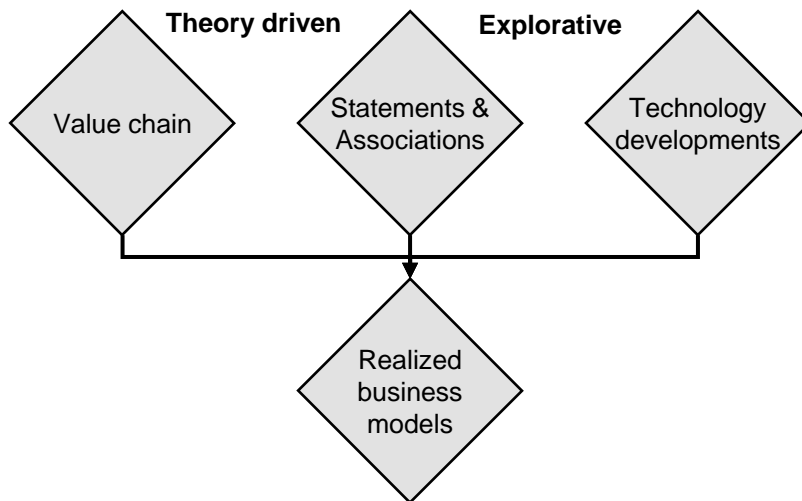 Theory driven
Explorative
Value chain
Statements &
Associations
Technology
developments
Realized
business
models